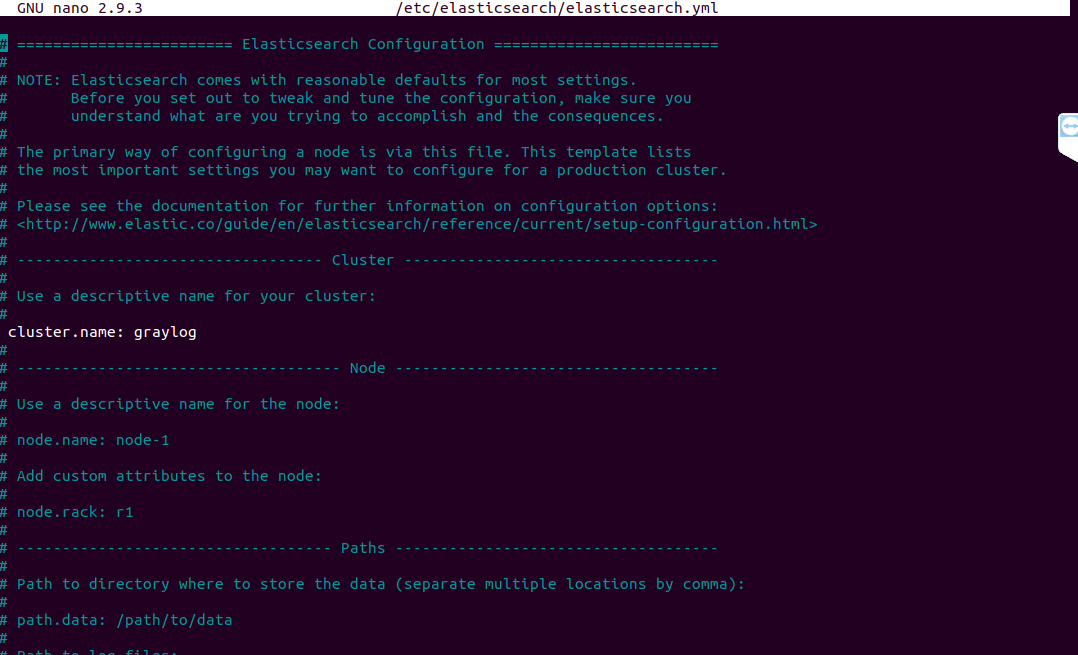 GNU nano 2.9.3 /etc/elasticsearch/elasticsearch.yml
# ======================== Elasticsearch Configuration =========================
#
# NOTE: Elasticsearch comes with reasonable defaults for most settings.
#       Before you set out to tweak and tune the configuration, make sure you
#       understand what are you trying to accomplish and the consequences.
#
# The primary way of configuring a node is via this file. This template lists
# the most important settings you may want to configure for a production cluster.
#
# Please see the documentation for further information on configuration options:
# <http://www.elastic.co/guide/en/elasticsearch/reference/current/setup-configuration.html>
#
# ---------------------------------- Cluster -----------------------------------
#
# Use a descriptive name for your cluster:
#
cluster.name: graylog
#
# ------------------------------------ Node ------------------------------------
#
# Use a descriptive name for the node:
#
# node.name: node-1
#
# Add custom attributes to the node:
#
# node.rack: r1
#
# ----------------------------------- Paths ------------------------------------
#
# Path to directory where to store the data (separate multiple locations by comma):
#
# path.data: /path/to/data
#
# Path to log files: